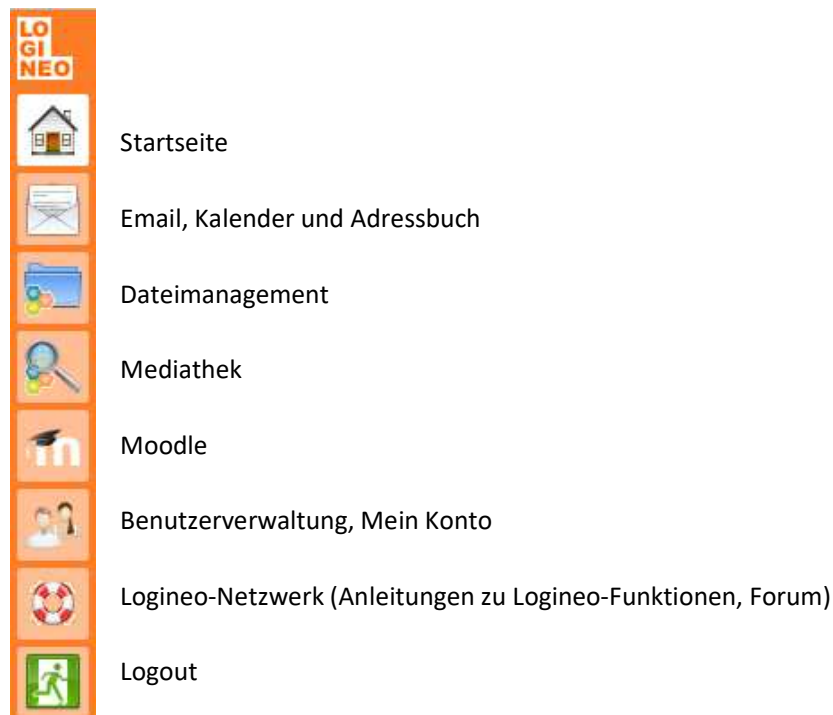 LO
GI
NEO
Startseite
Email, Kalender und Adressbuch
Dateimanagement
Mediathek
Moodle
Benutzerverwaltung, Mein Konto
Logineo-Netzwerk (Anleitungen zu Logineo-Funktionen, Forum)
Logout